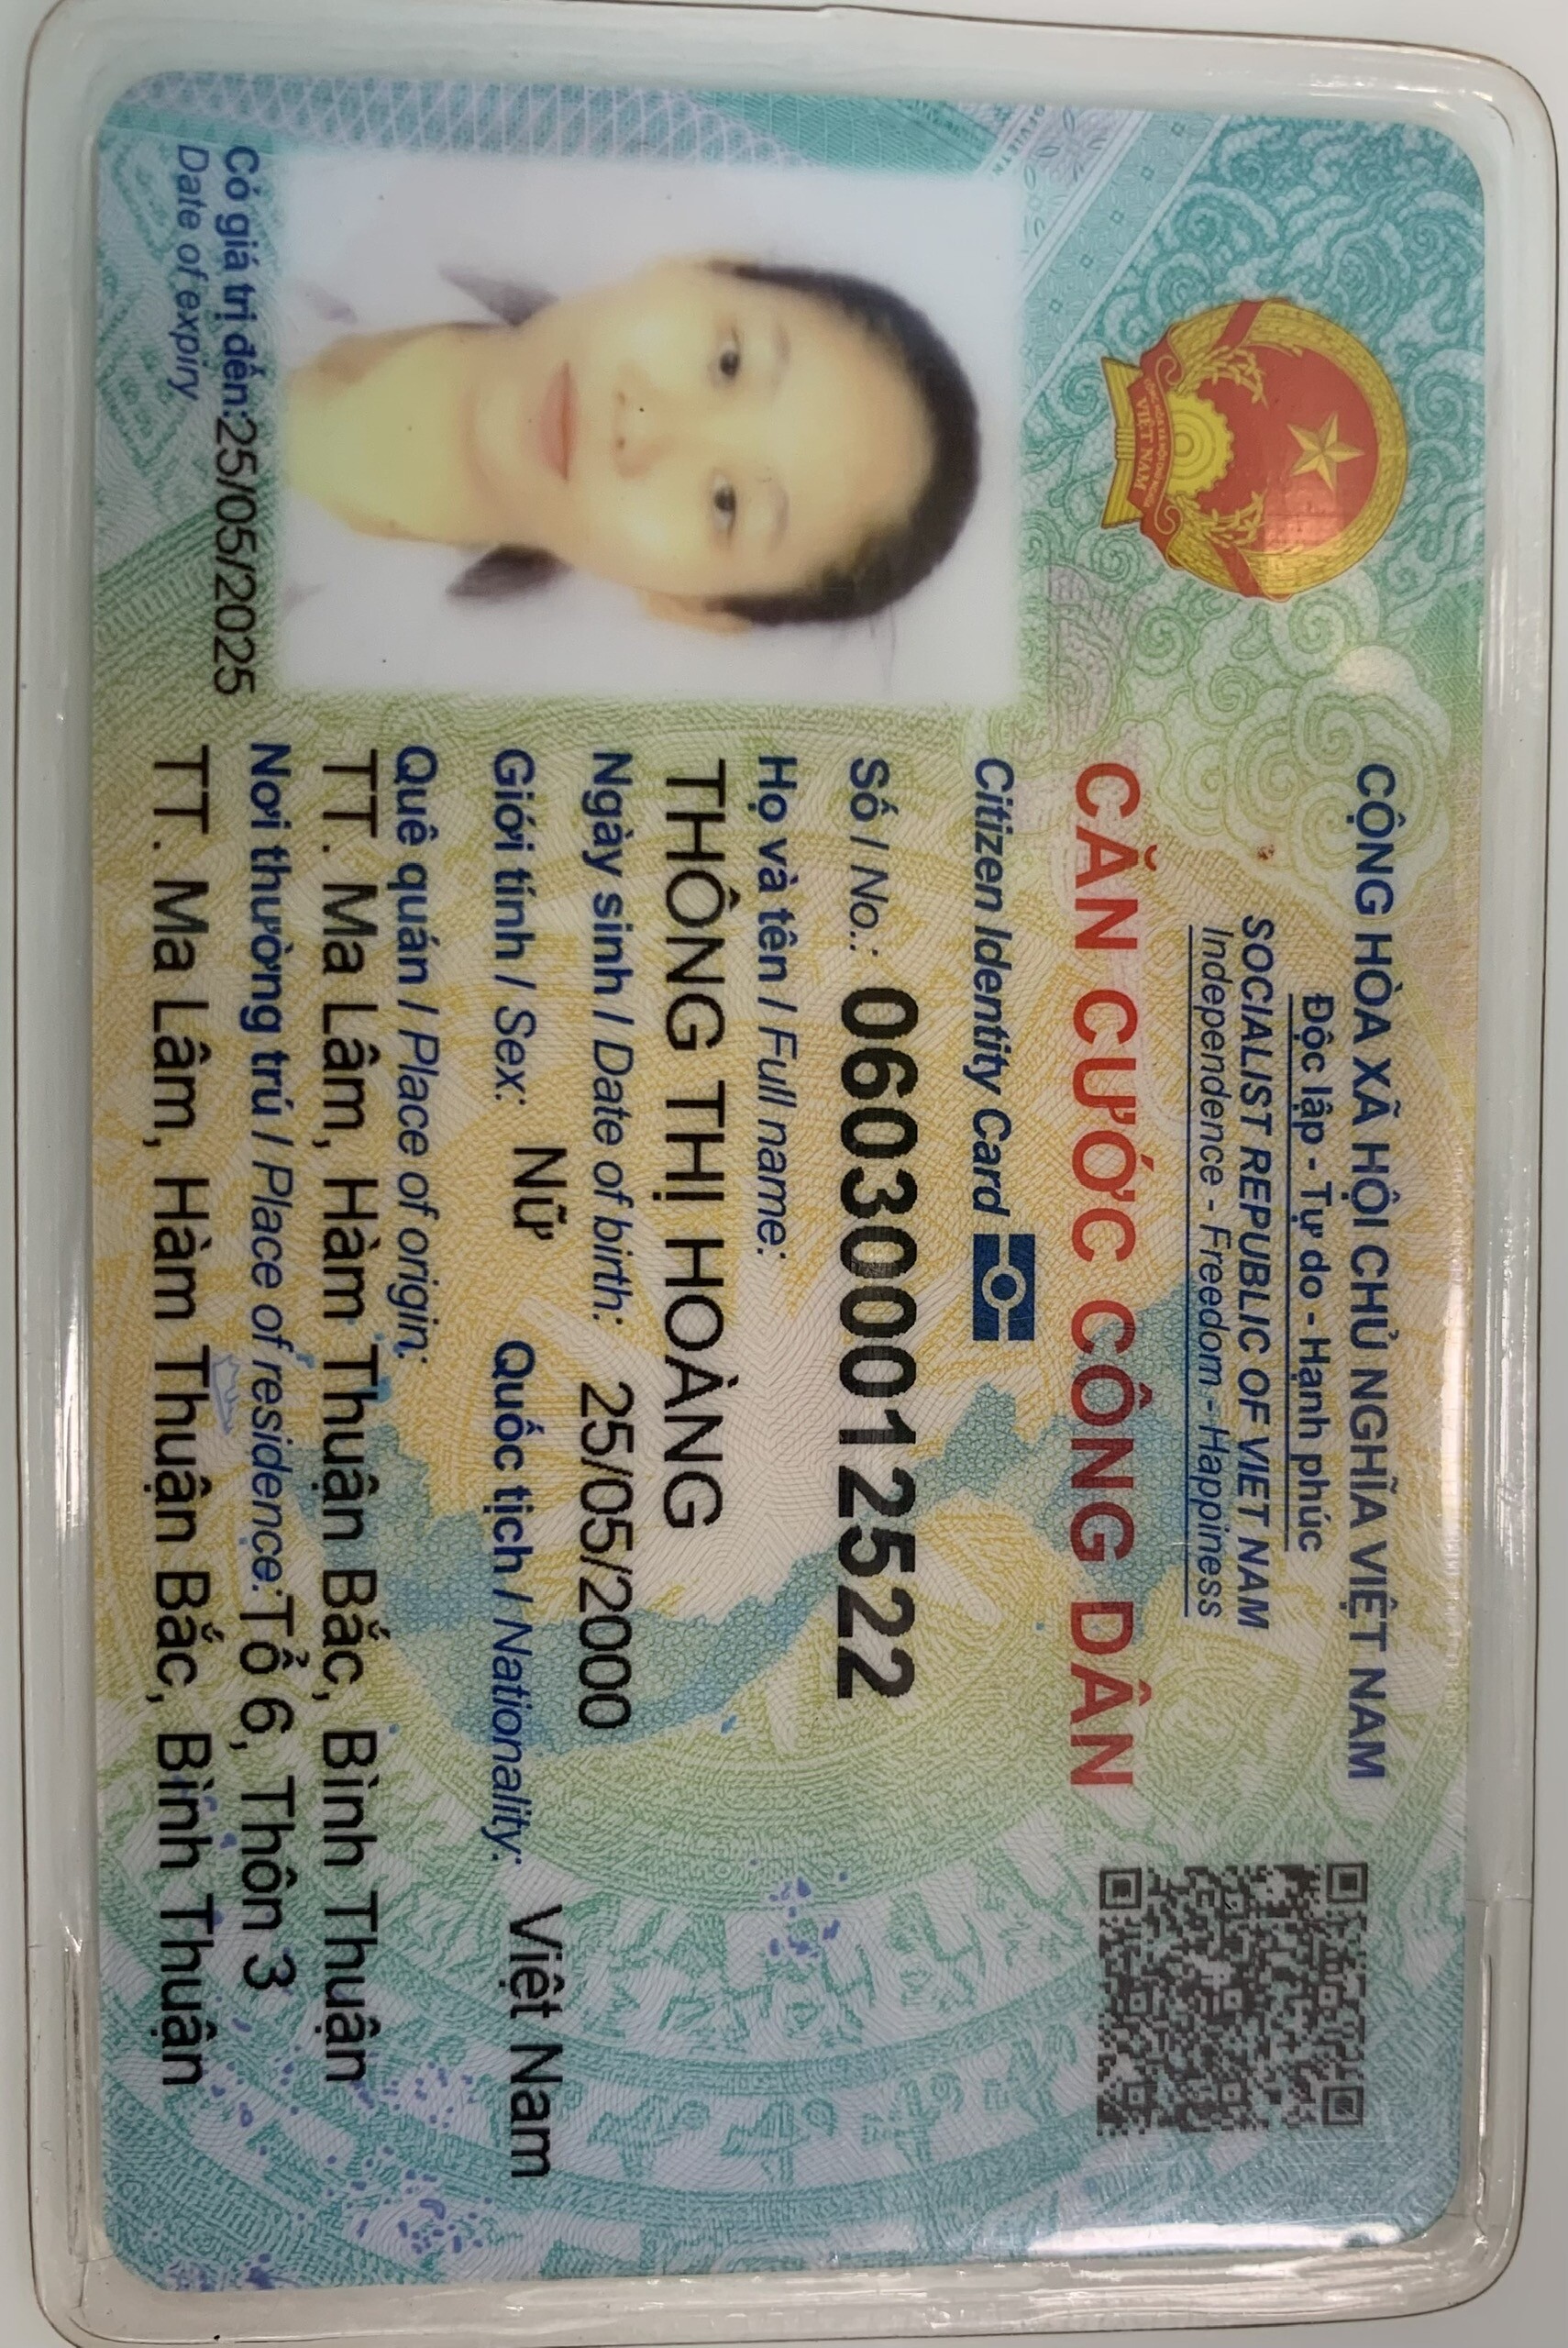 CỘNG HÒA XÃ HỘI CHỦ NGHĨA VIỆT NAM
Độc lập - Tự do - Hạnh phúc
SOCIALIST REPUBLIC OF VIET NAM
Independence - Freedom - Happiness
CĂN CƯỚC CÔNG DÂN
Citizen Identity Card
Số / No.: 060300012522
Họ và tên / Full name:
THÔNG THỊ HOÀNG
Ngày sinh / Date of birth: 25/05/2000
Giới tính / Sex: Nữ Quốc tịch / Nationality: Việt Nam
Quê quán / Place of origin:
TT. Ma Lâm, Hàm Thuận Bắc, Bình Thuận
Nơi thường trú / Place of residence: Tổ 6, Thôn 3
TT. Ma Lâm, Hàm Thuận Bắc, Bình Thuận
Có giá trị đến: 25/05/2025
Date of expiry
VIỆT NAM